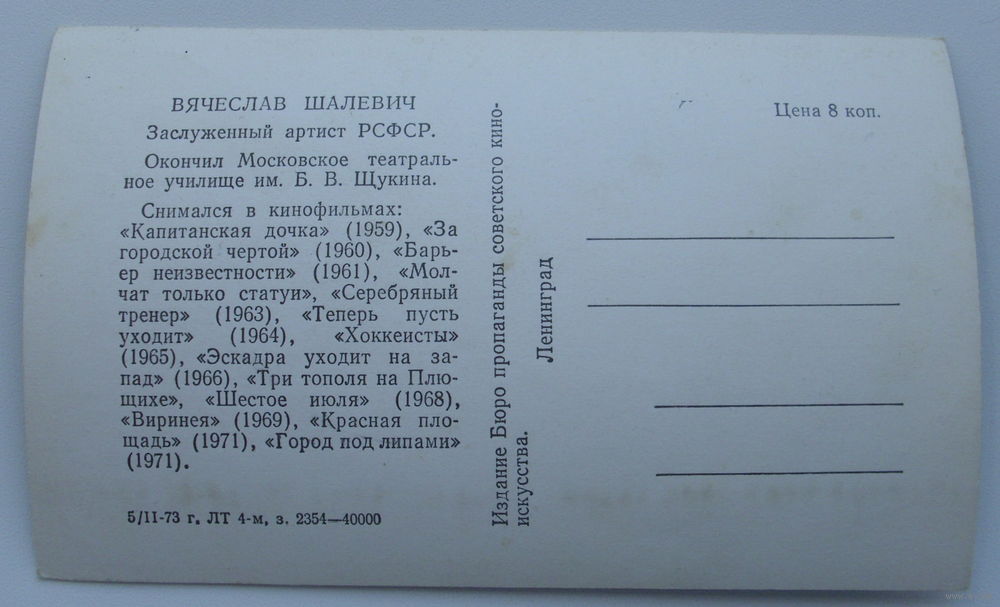 ВЯЧЕСЛАВ ШАЛЕВИЧ
Заслуженный артист РСФСР.
Окончил Московское театраль-
ное училище им. Б. В. Щукина.
Снимался в кинофильмах:
«Капитанская дочка» (1959), «За
городской чертой» (1960), «Барь-
ер неизвестности» (1961), «Мол-
чат только статуи», «Серебряный
тренер» (1963), «Теперь пусть
уходит» (1964), «Хоккеисты»
(1965), «Эскадра уходит на за-
пад» (1966), «Три тополя на Плю-
щихе», «Шестое июля» (1968),
«Виринея» (1969), «Красная пло-
щадь» (1971), «Город под липами»
(1971).
5/II-73 г. ЛТ 4-м, з. 2354—40000
Издание Бюро пропаганды советского кино-
искусства.
Ленинград
Цена 8 коп.